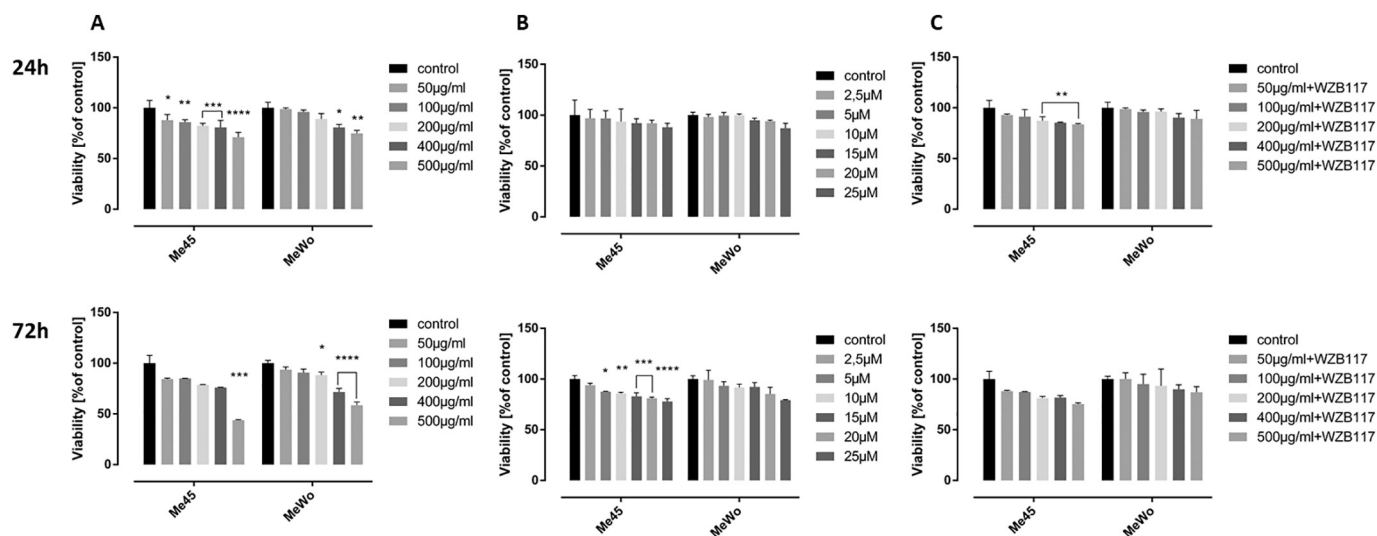 A
B
C
24h
Viability [%of control]
150
100
50
0
* ** *** **** * **
Me45
MeWo
control
50µg/ml
100µg/ml
200µg/ml
400µg/ml
500µg/ml
Viability [%of control]
150
100
50
0
Me45
MeWo
control
2,5µM
5µM
10µM
15µM
20µM
25µM
Viability [%of control]
150
100
50
0
**
Me45
MeWo
control
50µg/ml+WZB117
100µg/ml+WZB117
200µg/ml+WZB117
400µg/ml+WZB117
500µg/ml+WZB117
72h
Viability [%of control]
150
100
50
0
*** * ****
Me45
MeWo
control
50µg/ml
100µg/ml
200µg/ml
400µg/ml
500µg/ml
Viability [%of control]
150
100
50
0
* ** *** ****
Me45
MeWo
control
2,5µM
5µM
10µM
15µM
20µM
25µM
Viability [%of control]
150
100
50
0
Me45
MeWo
control
50µg/ml+WZB117
100µg/ml+WZB117
200µg/ml+WZB117
400µg/ml+WZB117
500µg/ml+WZB117